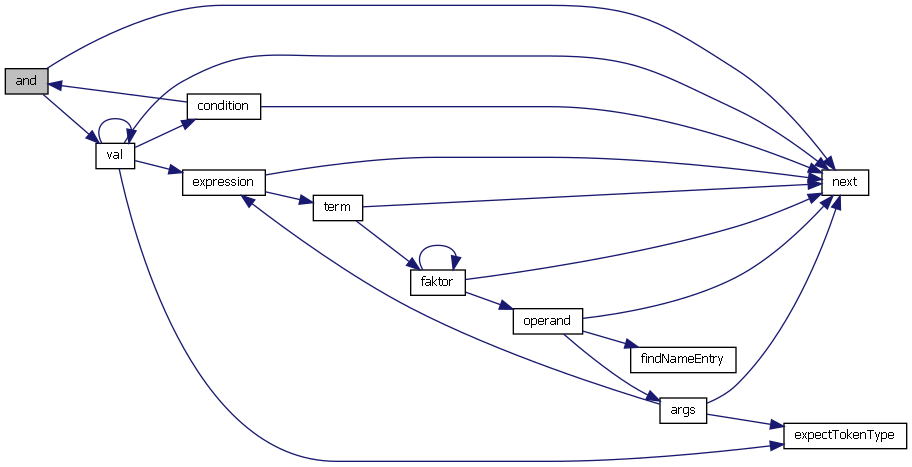 and
condition
val
expression
next
term
faktor
operand
findNameEntry
args
expectTokenType